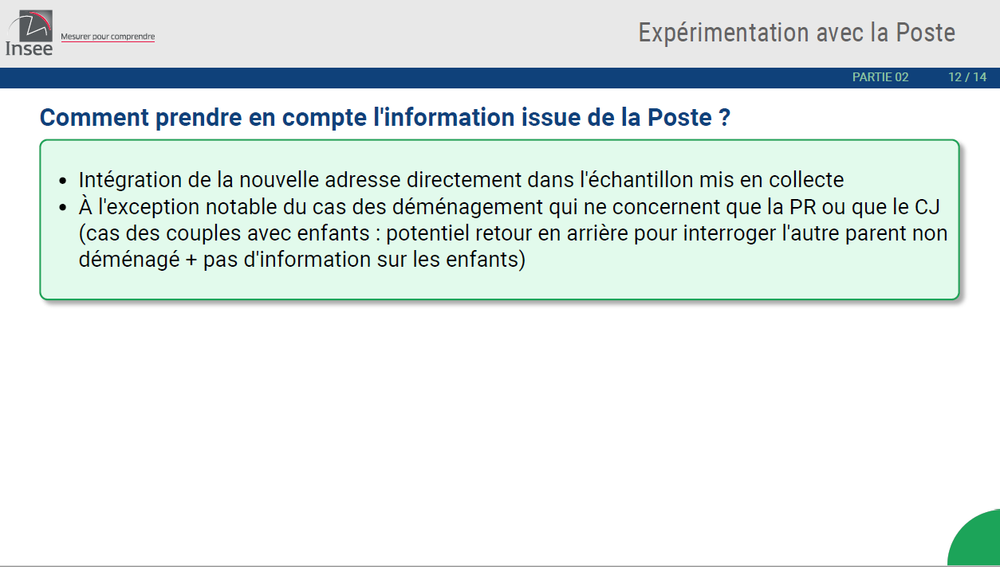 Insee
Mesurer pour comprendre
Expérimentation avec la Poste
PARTIE 02
12 / 14
Comment prendre en compte l'information issue de la Poste ?
• Intégration de la nouvelle adresse directement dans l'échantillon mis en collecte
• À l'exception notable du cas des déménagement qui ne concernent que la PR ou que le CJ
(cas des couples avec enfants : potentiel retour en arrière pour interroger l'autre parent non
déménagé + pas d'information sur les enfants)